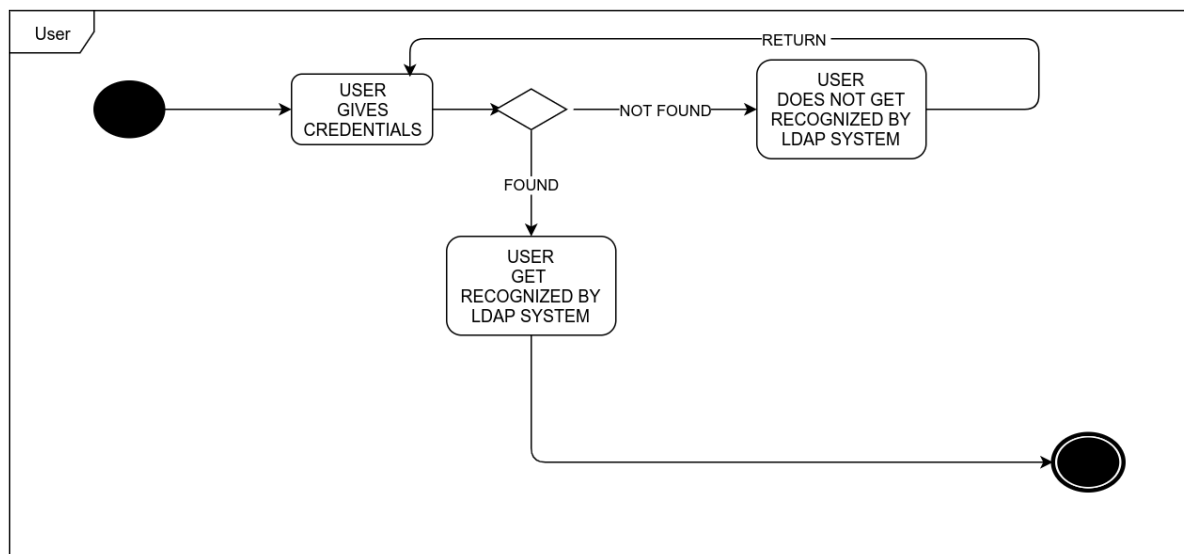 User
RETURN
USER
GIVES
CREDENTIALS
NOT FOUND
USER
DOES NOT GET
RECOGNIZED BY
LDAP SYSTEM
FOUND
USER
GET
RECOGNIZED BY
LDAP SYSTEM